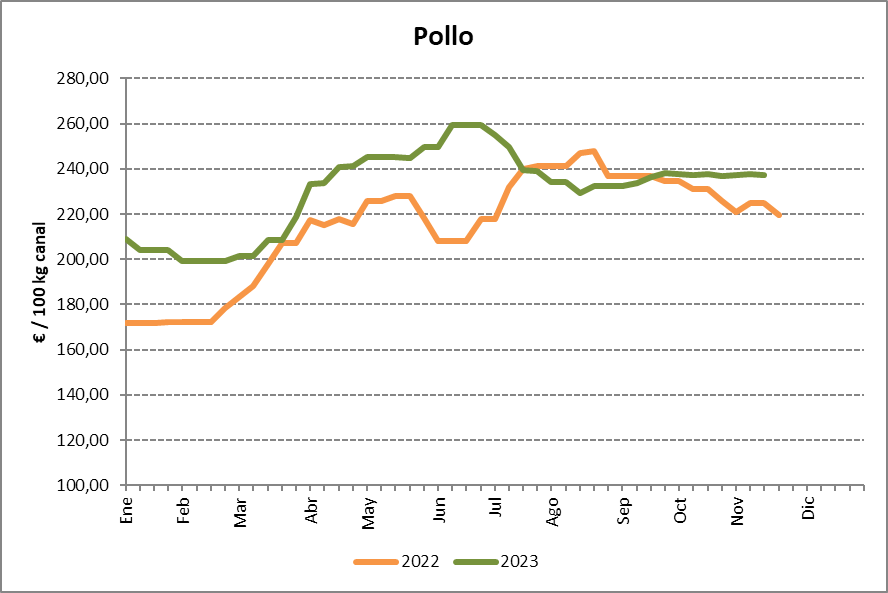 Pollo
€ / 100 kg canal
280,00
260,00
240,00
220,00
200,00
180,00
160,00
140,00
120,00
100,00
Ene
Feb
Mar
Abr
May
Jun
Jul
Ago
Sep
Oct
Nov
Dic
2022
2023